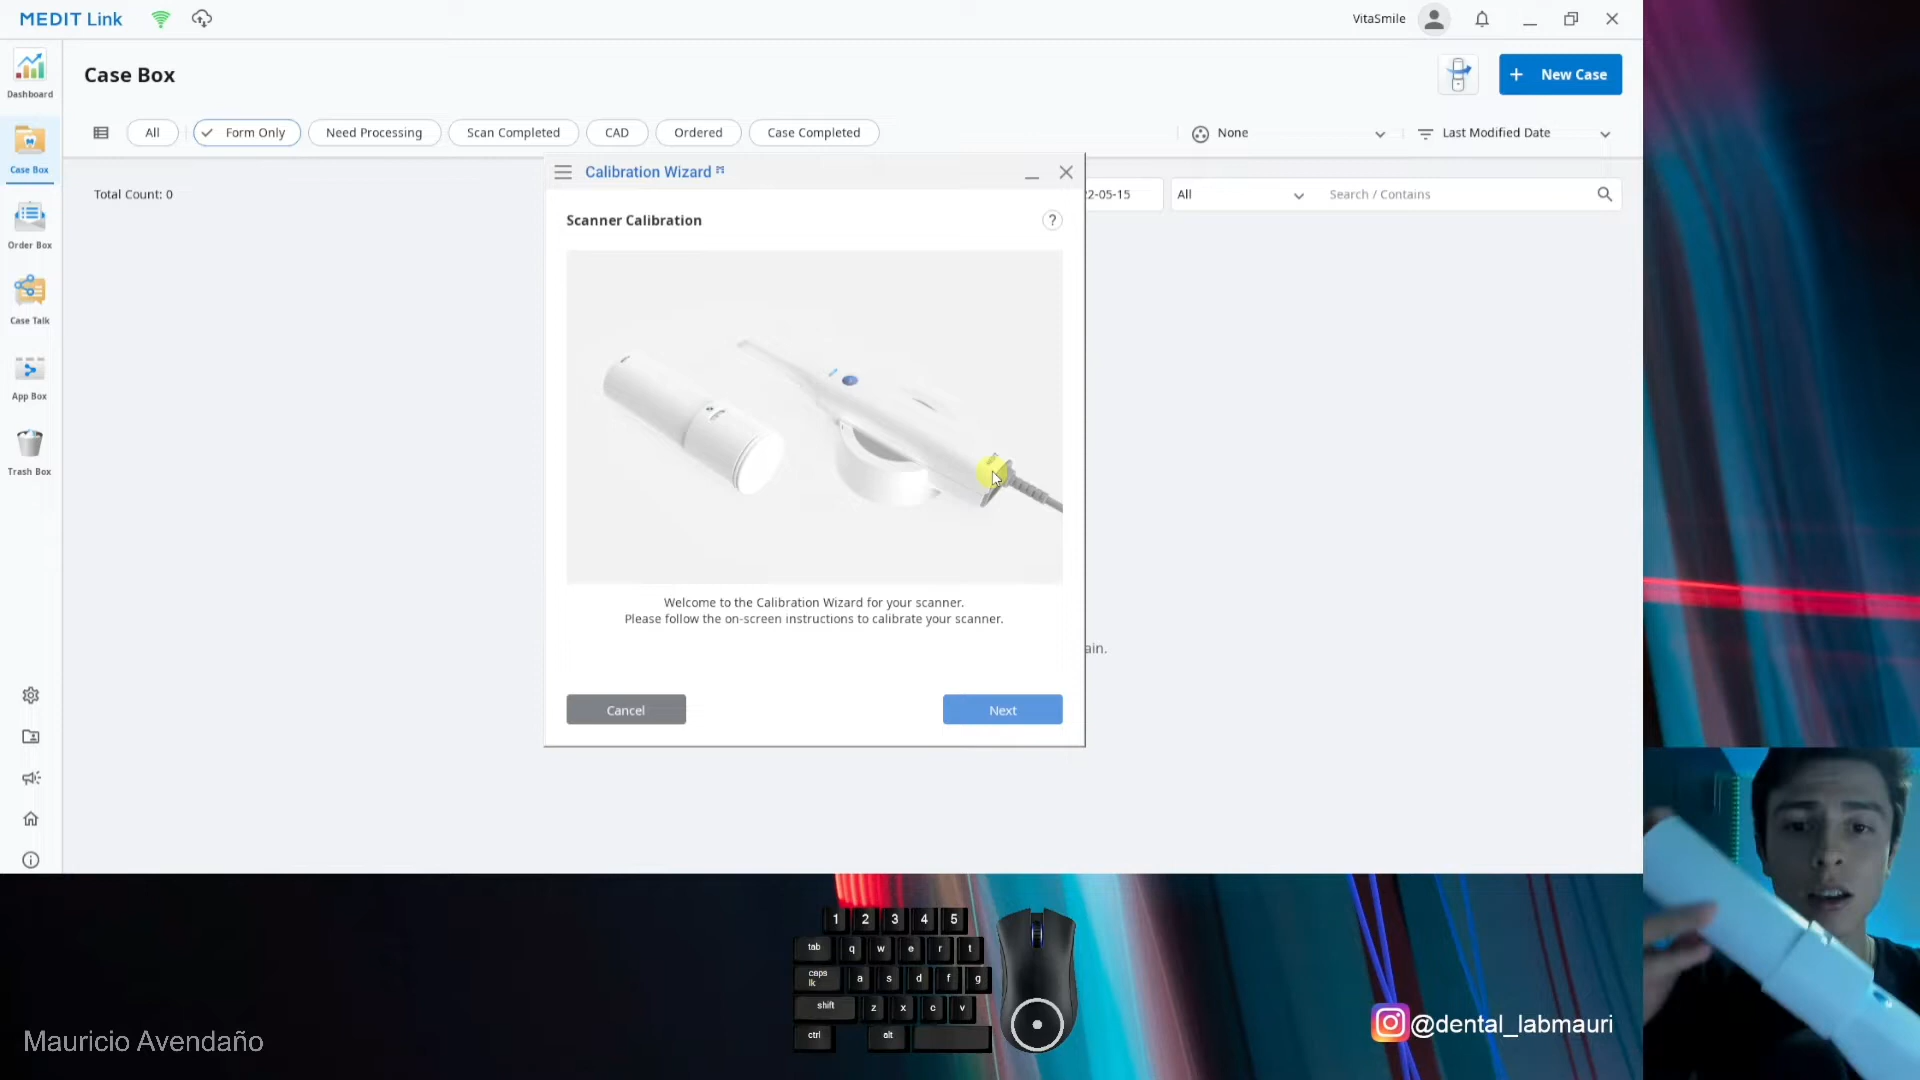 MEDIT Link
VitaSmile
Dashboard
Case Box
Order Box
Case Talk
App Box
Trash Box
Case Box
+ New Case
All
Form Only
Need Processing
Scan Completed
CAD
Ordered
Case Completed
None
Last Modified Date
Total Count: 0
2-05-15
All
Search / Contains
Calibration Wizard
Scanner Calibration
?
Welcome to the Calibration Wizard for your scanner.
Please follow the on-screen instructions to calibrate your scanner.
ain.
Cancel
Next
1 2 3 4 5
tab q w e r t
caps lk a s d f g
shift z x c v
ctrl alt
Mauricio Avendaño
@dental_labmauri